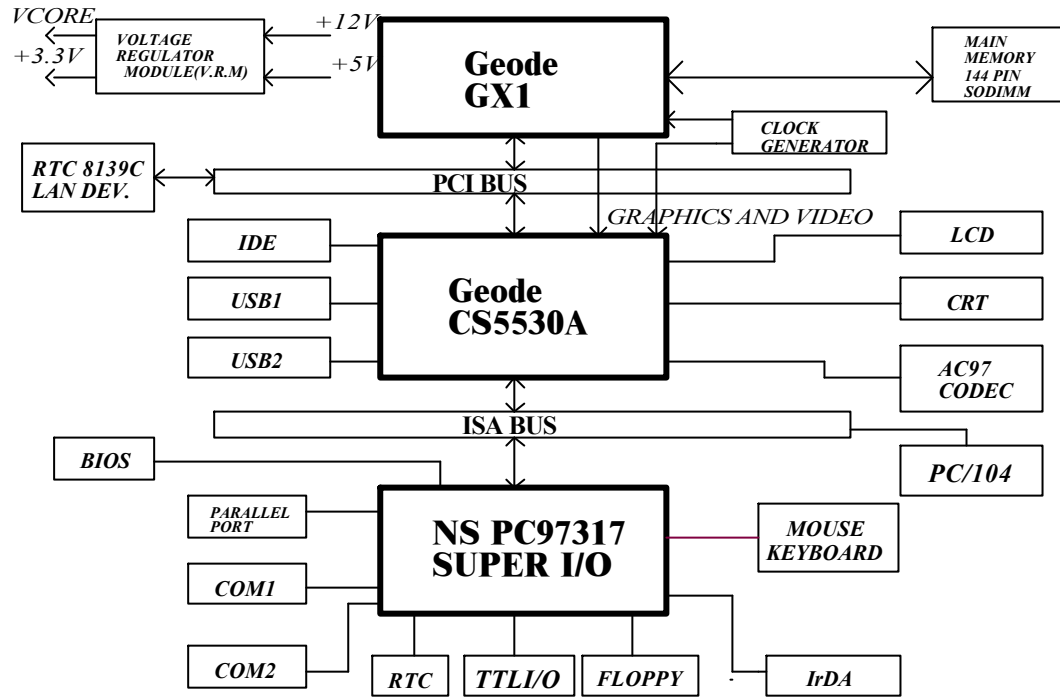 VCORE
+3.3V
VOLTAGE
REGULATOR
MODULE(V.R.M)
+12V
+5V
Geode
GX1
MAIN
MEMORY
144 PIN
SODIMM
CLOCK
GENERATOR
RTC 8139C
LAN DEV.
PCI BUS
GRAPHICS AND VIDEO
IDE
USB1
USB2
Geode
CS5530A
LCD
CRT
AC97
CODEC
ISA BUS
BIOS
PC/104
PARALLEL
PORT
COM1
COM2
NS PC97317
SUPER I/O
MOUSE
KEYBOARD
RTC
TTLI/O
FLOPPY
IrDA